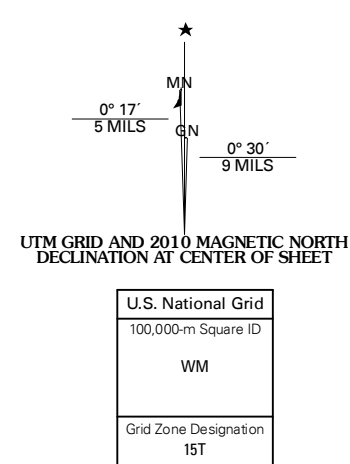 MN
0° 17´
5 MILS
GN
0° 30´
9 MILS
UTM GRID AND 2010 MAGNETIC NORTH
DECLINATION AT CENTER OF SHEET
U.S. National Grid
100,000-m Square ID
WM
Grid Zone Designation
15T